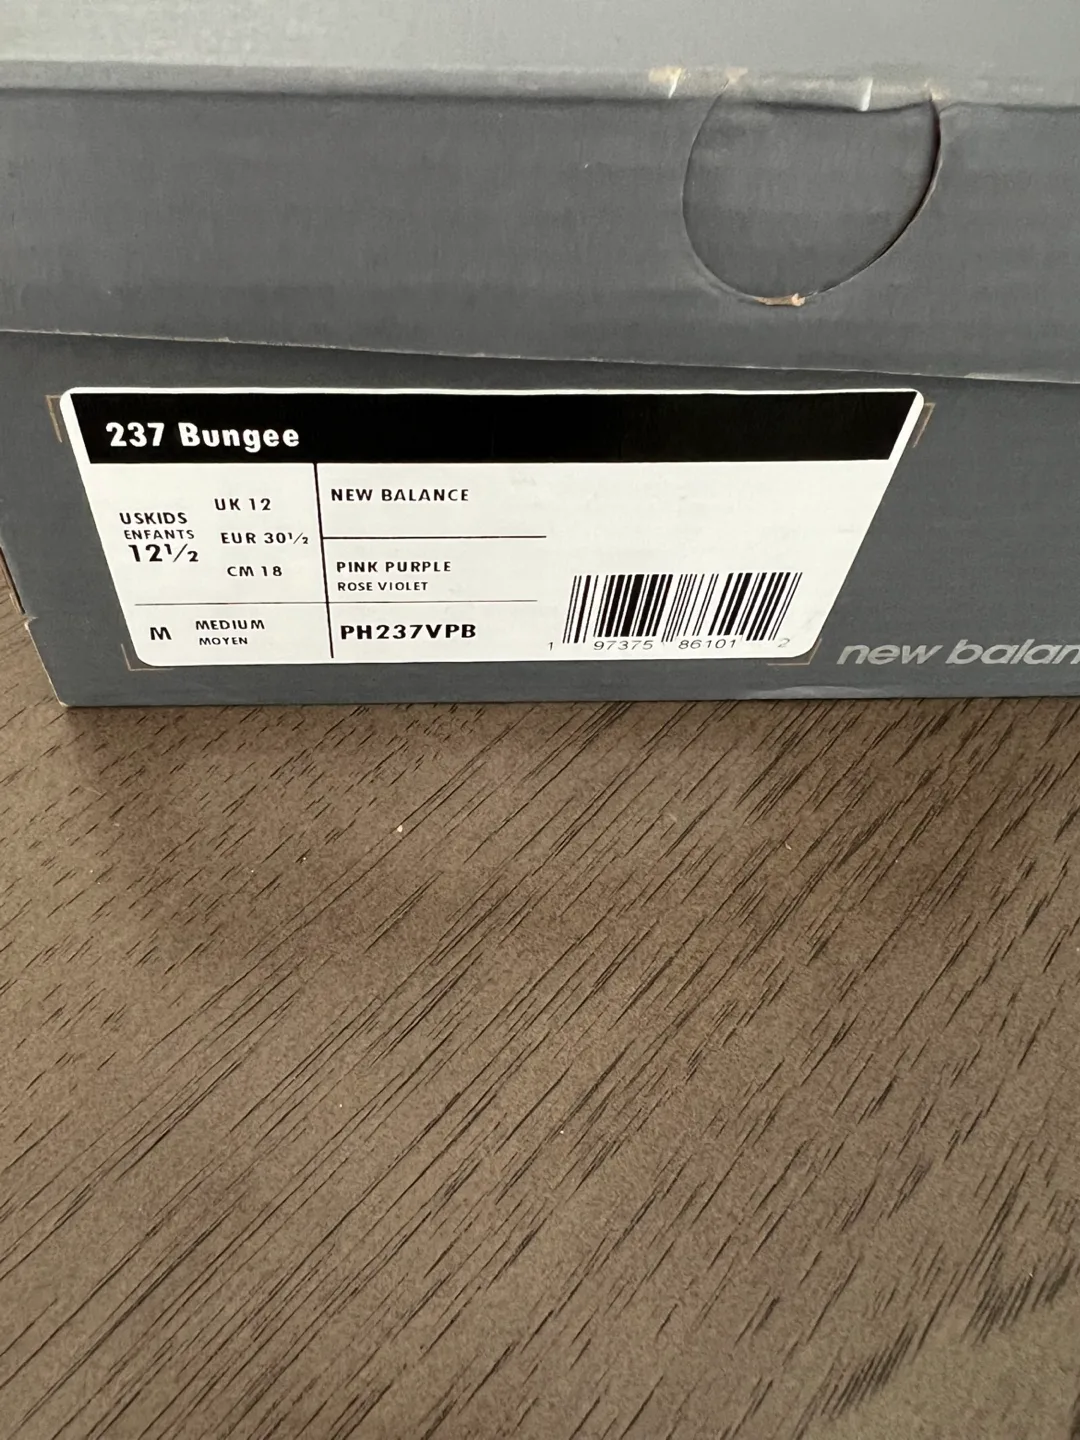 237 Bungee
USKIDS
ENFANTS
12½
UK 12
EUR 30½
CM 18
NEW BALANCE
PINK PURPLE
ROSE VIOLET
M
MEDIUM
MOYEN
PH237VPB
1 97375 86101 2
new balan